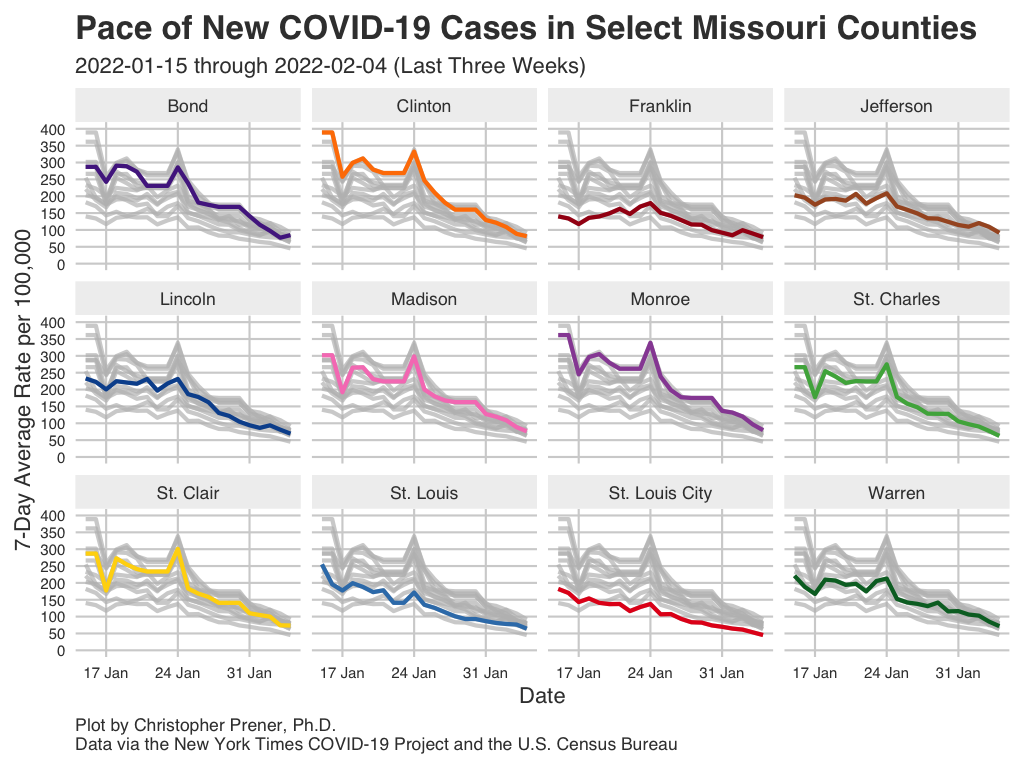 Pace of New COVID-19 Cases in Select Missouri Counties
2022-01-15 through 2022-02-04 (Last Three Weeks)
7-Day Average Rate per 100,000
Bond Clinton Franklin Jefferson
400
350
300
250
200
150
100
50
0
Lincoln Madison Monroe St. Charles
400
350
300
250
200
150
100
50
0
St. Clair St. Louis St. Louis City Warren
400
350
300
250
200
150
100
50
0
17 Jan 24 Jan 31 Jan 17 Jan 24 Jan 31 Jan 17 Jan 24 Jan 31 Jan 17 Jan 24 Jan 31 Jan
Date
Plot by Christopher Prener, Ph.D.
Data via the New York Times COVID-19 Project and the U.S. Census Bureau